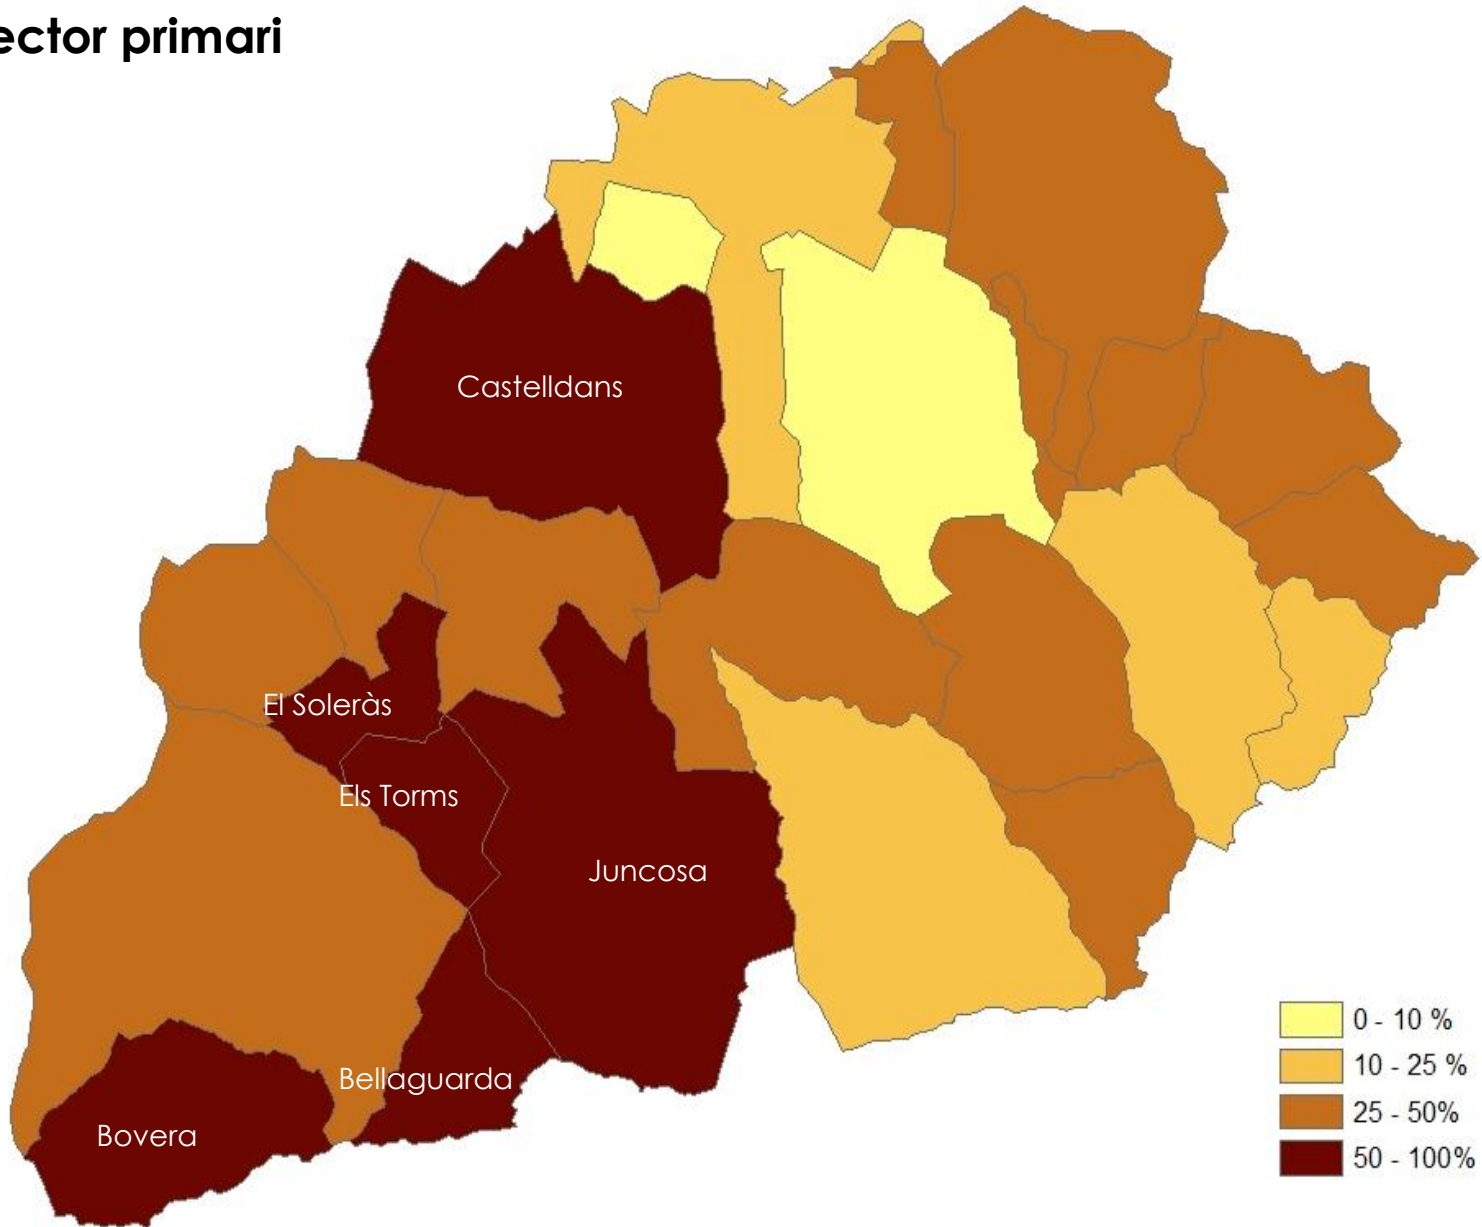 ector primari
Castelldans
El Soleràs
Els Torms
Juncosa
Bellaguarda
Bovera
0 - 10 %
10 - 25 %
25 - 50%
50 - 100%